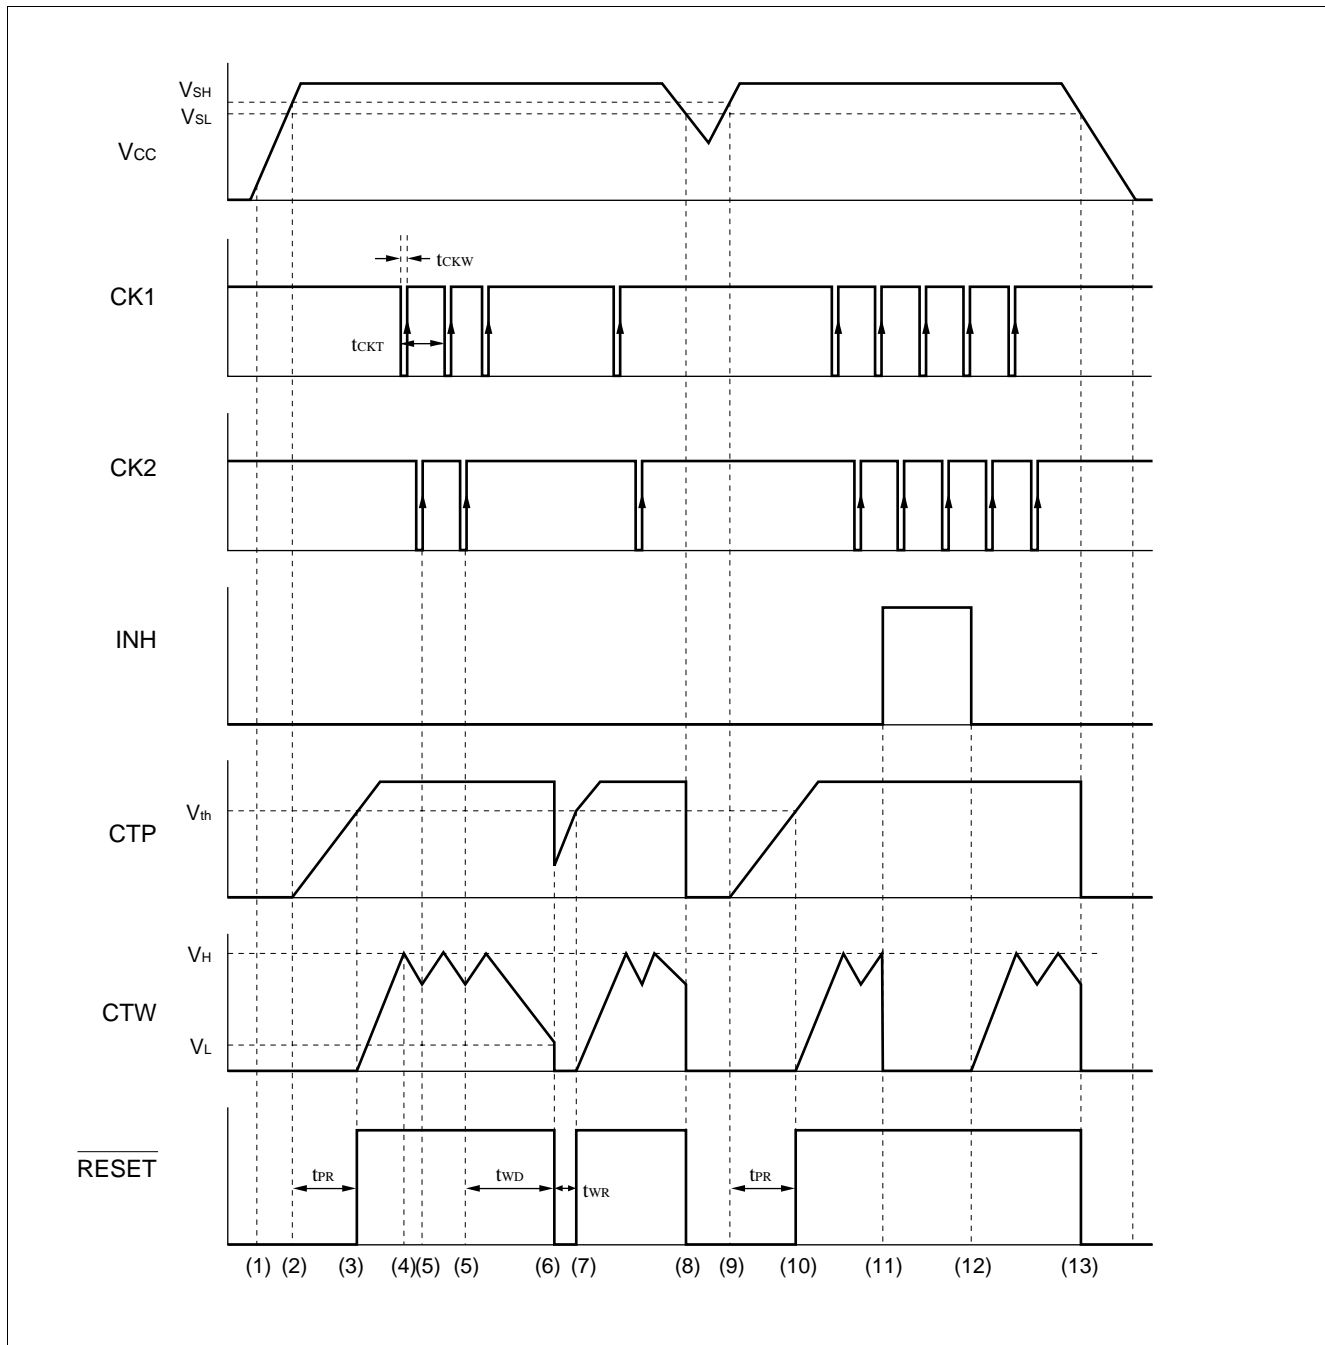 VSH
VSL
VCC
CK1
tCKW
tCKT
CK2
INH
CTP
Vth
CTW
VH
VL
RESET
tPR
tWD
tWR
tPR
(1) (2) (3) (4)(5) (5) (6) (7) (8) (9) (10) (11) (12) (13)